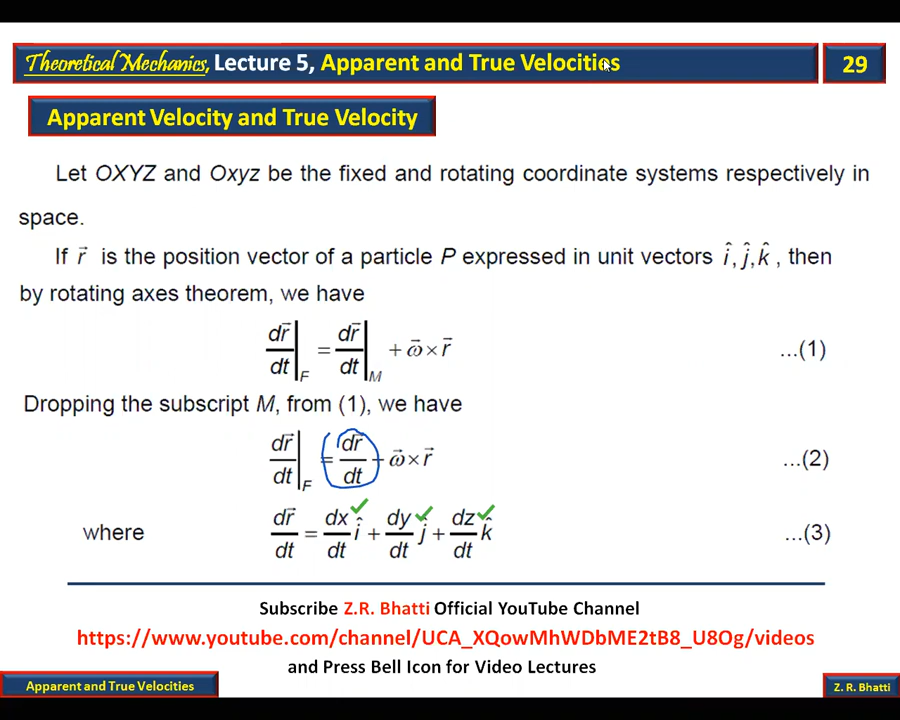 Theoretical Mechanics, Lecture 5, Apparent and True Velocities
29
Apparent Velocity and True Velocity
Let OXYZ and Oxyz be the fixed and rotating coordinate systems respectively in
space.
If r⃗ is the position vector of a particle P expressed in unit vectors î, ĵ, k̂, then
by rotating axes theorem, we have
dr⃗/dt|F = dr⃗/dt|M + ω⃗ × r⃗ ...(1)
Dropping the subscript M, from (1), we have
dr⃗/dt|F = dr⃗/dt + ω⃗ × r⃗ ...(2)
where dr⃗/dt = dx/dt î + dy/dt ĵ + dz/dt k̂ ...(3)
Subscribe Z.R. Bhatti Official YouTube Channel
https://www.youtube.com/channel/UCA_XQowMhWDbME2tB8_U8Og/videos
and Press Bell Icon for Video Lectures
Apparent and True Velocities
Z. R. Bhatti